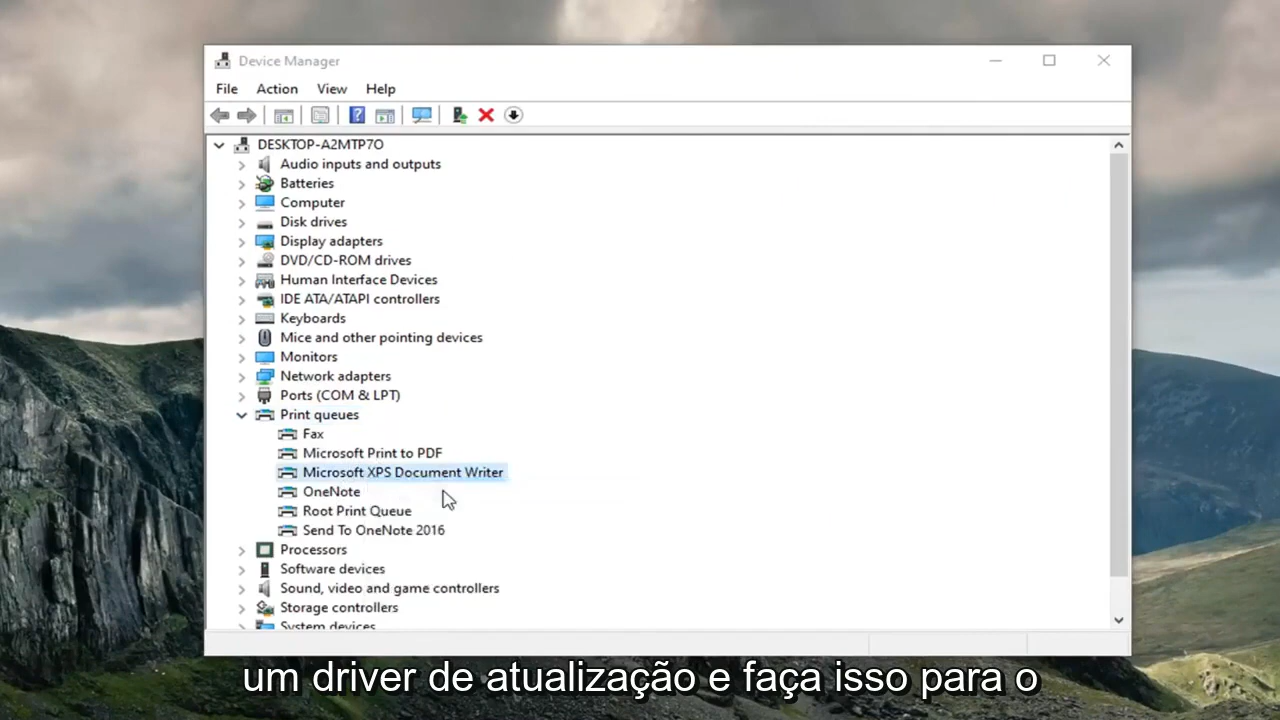 Device Manager
File Action View Help
DESKTOP-A2MTP7O
Audio inputs and outputs
Batteries
Computer
Disk drives
Display adapters
DVD/CD-ROM drives
Human Interface Devices
IDE ATA/ATAPI controllers
Keyboards
Mice and other pointing devices
Monitors
Network adapters
Ports (COM & LPT)
Print queues
Fax
Microsoft Print to PDF
Microsoft XPS Document Writer
OneNote
Root Print Queue
Send To OneNote 2016
Processors
Software devices
Sound, video and game controllers
Storage controllers
System devices
um driver de atualização e faça isso para o